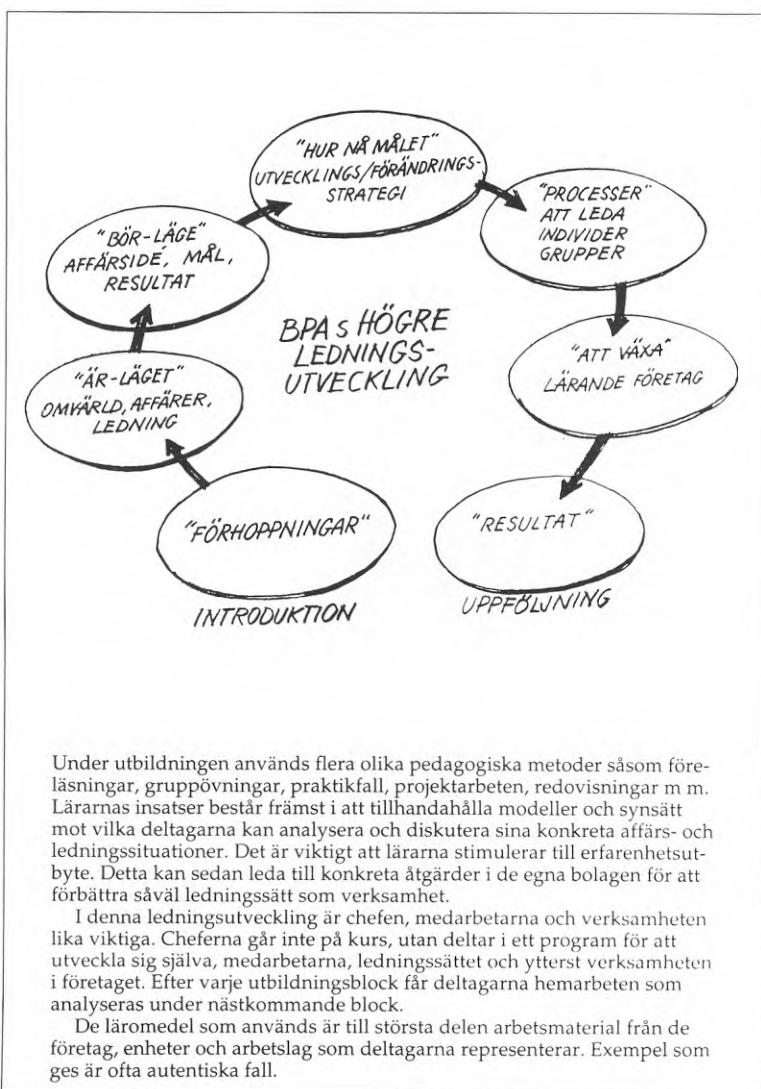 "HUR NÅ MÅLET"
UTVECKLINGS/FÖRÄNDRINGS-
STRATEGI
"PROCESSER"
ATT LEDA
INDIVIDER
GRUPPER
"BÖR-LÄGE"
AFFÄRSIDÉ, MÅL,
RESULTAT
BPAs HÖGRE
LEDNINGS-
UTVECKLING
"ATT VÄXA"
LÄRANDE FÖRETAG
"ÄR-LÄGET"
OMVÄRLD, AFFÄRER,
LEDNING
"FÖRHOPPNINGAR"
INTRODUKTION
"RESULTAT"
UPPFÖLJNING
Under utbildningen används flera olika pedagogiska metoder såsom före-
läsningar, gruppövningar, praktikfall, projektarbeten, redovisningar m m.
Lärarnas insatser består främst i att tillhandahålla modeller och synsätt
mot vilka deltagarna kan analysera och diskutera sina konkreta affärs- och
ledningssituationer. Det är viktigt att lärarna stimulerar till erfarenhetsut-
byte. Detta kan sedan leda till konkreta åtgärder i de egna bolagen för att
förbättra såväl ledningssätt som verksamhet.
I denna ledningsutveckling är chefen, medarbetarna och verksamheten
lika viktiga. Cheferna går inte på kurs, utan deltar i ett program för att
utveckla sig själva, medarbetarna, ledningssättet och ytterst verksamheten
i företaget. Efter varje utbildningsblock får deltagarna hemarbeten som
analyseras under nästkommande block.
De läromedel som används är till största delen arbetsmaterial från de
företag, enheter och arbetslag som deltagarna representerar. Exempel som
ges är ofta autentiska fall.